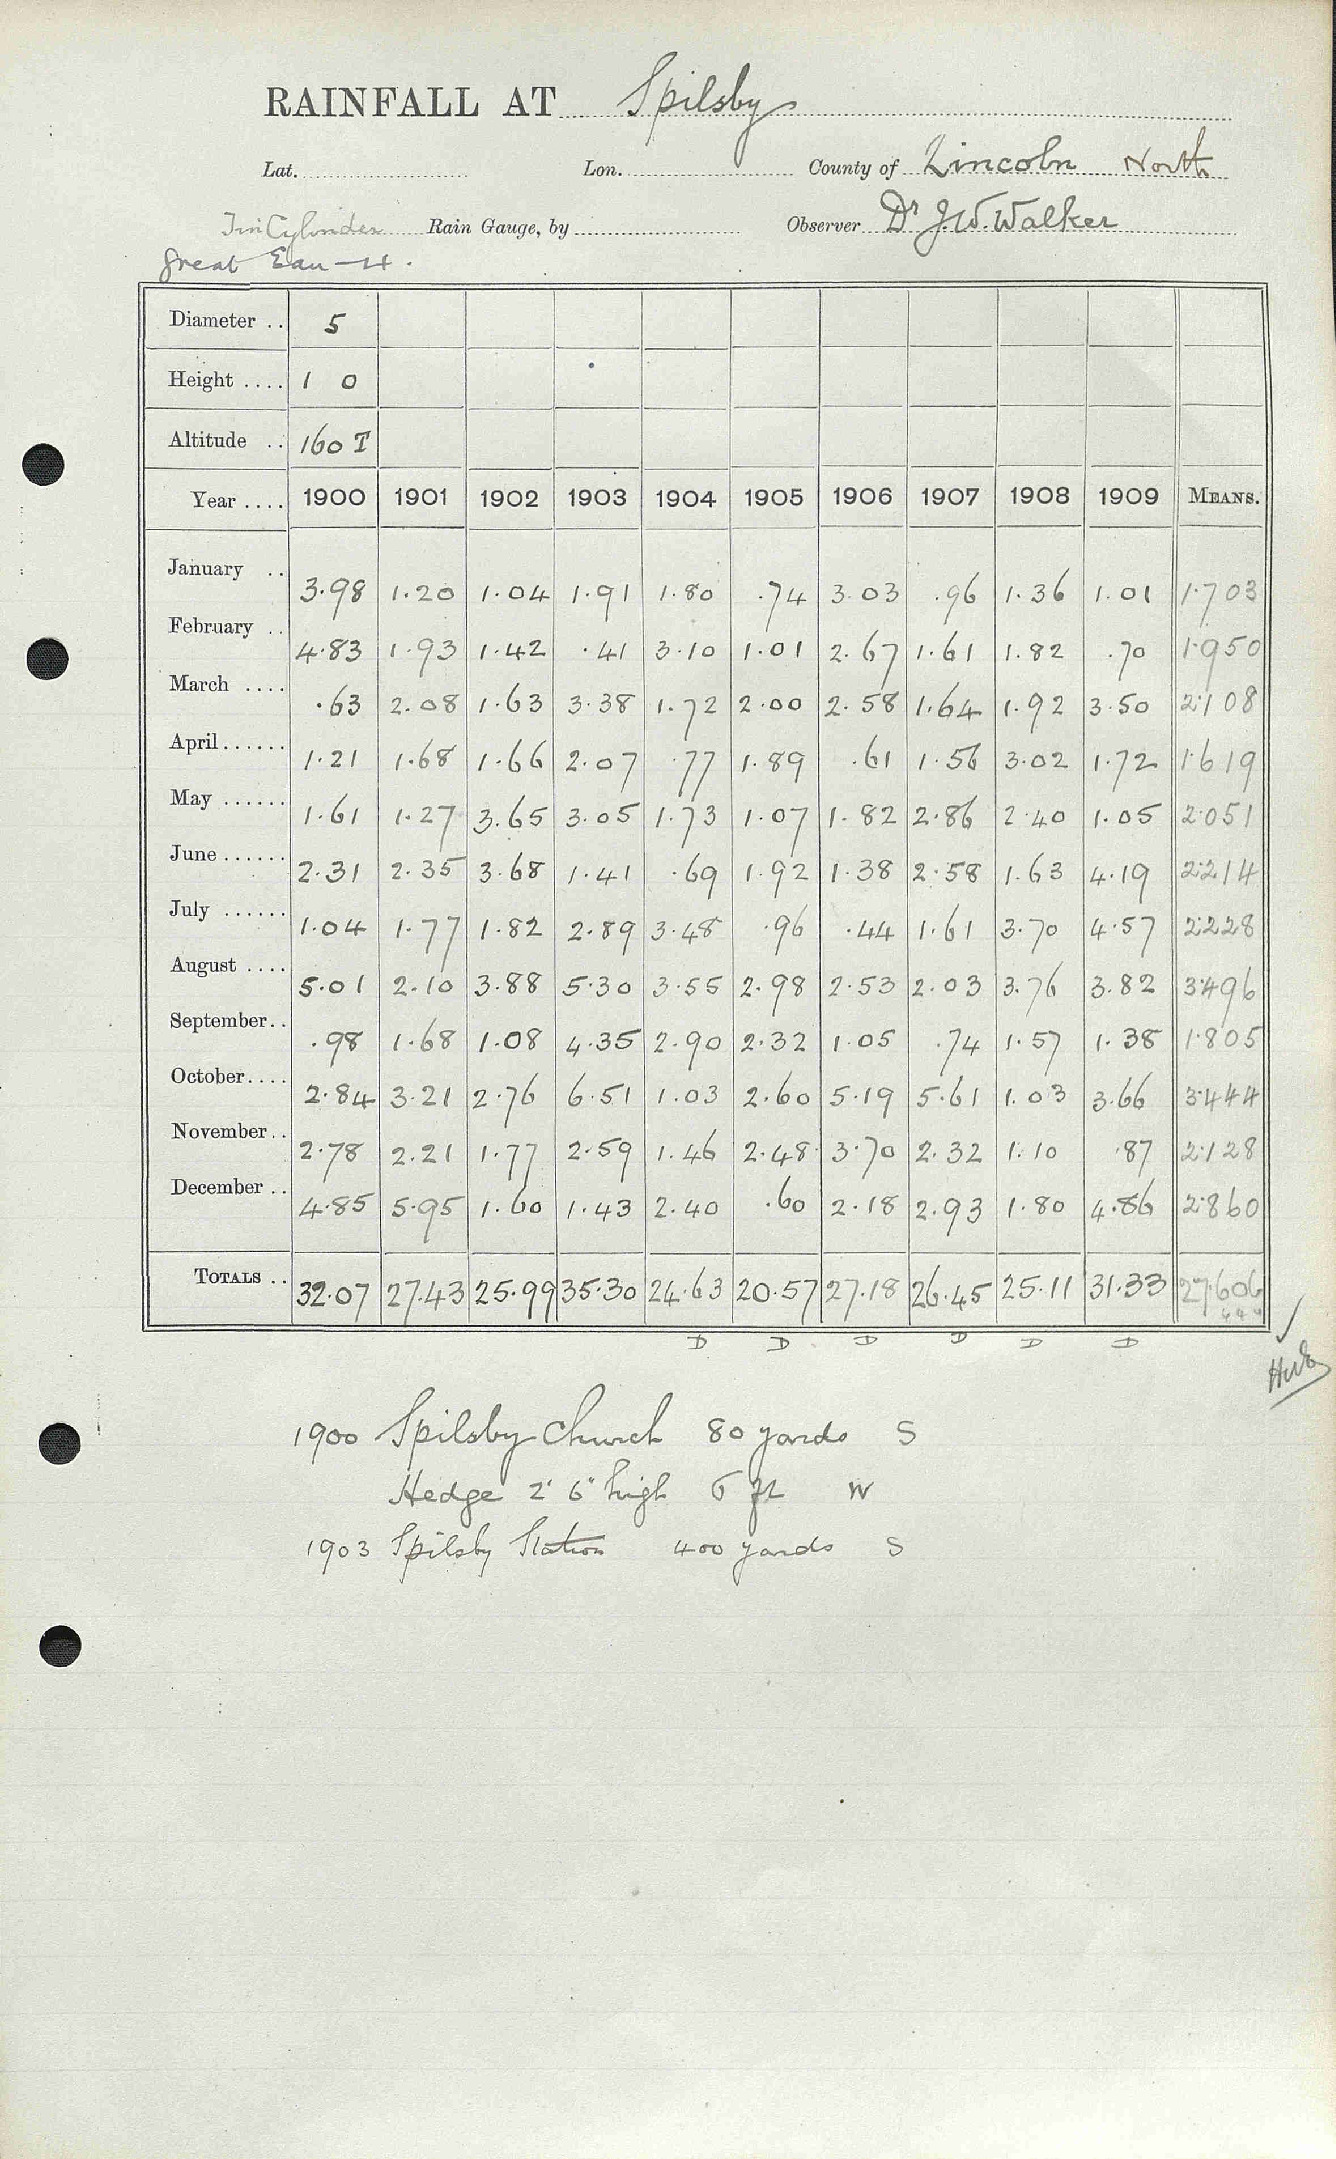 RAINFALL AT Spilsby
Lat. Lon. County of Lincoln North
Cylinder Rain Gauge, by Observer Dr J.W. Walker
Great Eau
Diameter .. 5
Height .... 1 0
Altitude .. 160 T
Year .... 1900 1901 1902 1903 1904 1905 1906 1907 1908 1909 MEANS.
January .. 3.98 1.20 1.04 1.91 1.80 .74 3.03 .96 1.36 1.01 1.703
February .. 4.83 1.93 1.42 .41 3.10 1.01 2.67 1.61 1.82 .70 1.950
March .... .63 2.08 1.63 3.38 1.72 2.00 2.58 1.64 1.92 3.50 2.108
April...... 1.21 1.68 1.66 2.07 .77 1.89 .61 1.56 3.02 1.72 1.619
May ...... 1.61 1.27 3.65 3.05 1.73 1.07 1.82 2.86 2.40 1.05 2.051
June ...... 2.31 2.35 3.68 1.41 .69 1.92 1.38 2.58 1.63 4.19 2.214
July ...... 1.04 1.77 1.82 2.89 3.48 .96 .44 1.61 3.70 4.57 2.228
August .... 5.01 2.10 3.88 5.30 3.55 2.98 2.53 2.03 3.76 3.82 3.496
September.. .98 1.68 1.08 4.35 2.90 2.32 1.05 .74 1.57 1.38 1.805
October.... 2.84 3.21 2.76 6.51 1.03 2.60 5.19 5.61 1.03 3.66 3.444
November.. 2.78 2.21 1.77 2.59 1.46 2.48 3.70 2.32 1.10 .87 2.128
December .. 4.85 5.95 1.60 1.43 2.40 .60 2.18 2.93 1.80 4.86 2.860
TOTALS .. 32.07 27.43 25.99 35.30 24.63 20.57 27.18 26.45 25.11 31.33 27.606
D D D D D D
1900 Spilsby Church 80 yards S
Hedge 2' 6" high 6 ft W
1903 Spilsby Station 400 yards S